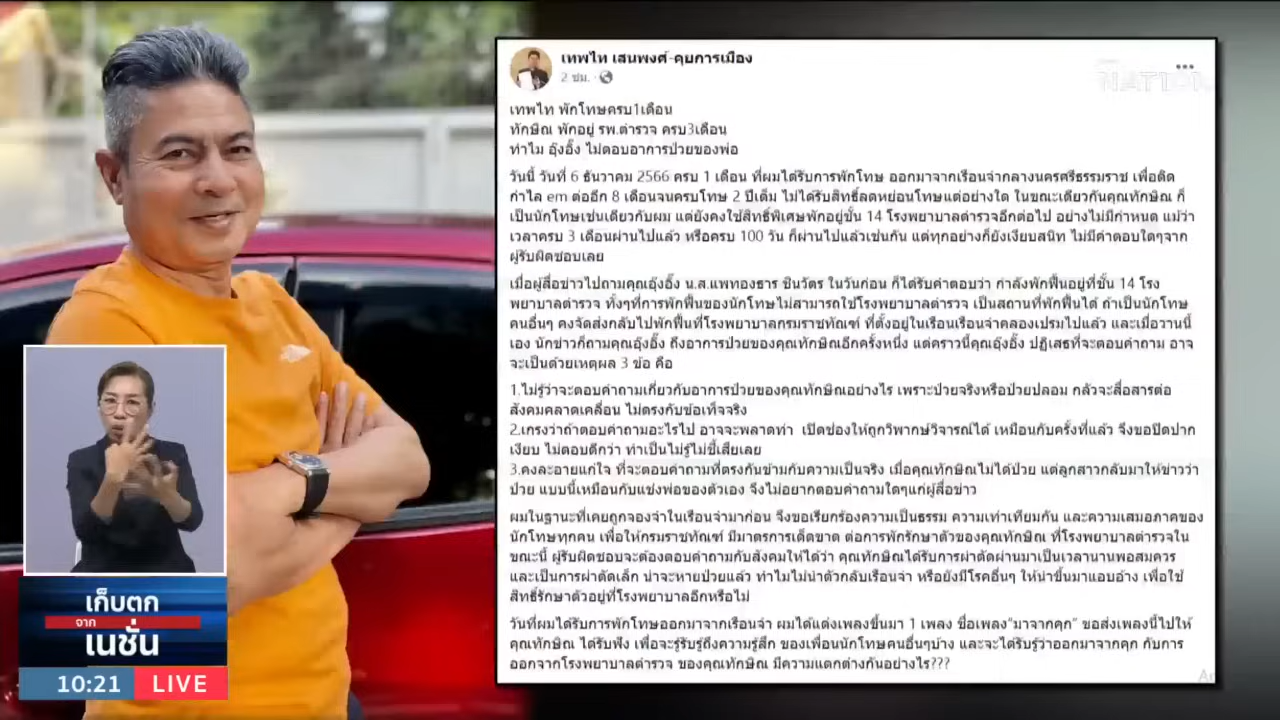 เทพไท เสนพงศ์-คุยการเมือง
2 ชม.
NATION
เทพไท พักโทษครบ1เดือน
ทักษิณ พักอยู่ รพ.ตำรวจ ครบ3เดือน
ทำไม อุ๊งอิ๊ง ไม่ตอบอาการป่วยของพ่อ
วันนี้ วันที่ 6 ธันวาคม 2566 ครบ 1 เดือน ที่ผมได้รับการพักโทษ ออกมาจากเรือนจำกลางนครศรีธรรมราช เพื่อติด
กำไล em ต่ออีก 8 เดือนจนครบโทษ 2 ปีเต็ม ไม่ได้รับสิทธิ์ลดหย่อนโทษแต่อย่างใด ในขณะเดียวกันคุณทักษิณ ก็
เป็นนักโทษเช่นเดียวกับผม แต่ยังคงใช้สิทธิ์พิเศษพักอยู่ชั้น 14 โรงพยาบาลตำรวจอีกต่อไป อย่างไม่มีกำหนด แม้ว่า
เวลาครบ 3 เดือนผ่านไปแล้ว หรือครบ 100 วัน ก็ผ่านไปแล้วเช่นกัน แต่ทุกอย่างก็ยังเงียบสนิท ไม่มีคำตอบใดๆจาก
ผู้รับผิดชอบเลย
เมื่อผู้สื่อข่าวไปถามคุณอุ๊งอิ๊ง น.ส.แพทองธาร ชินวัตร ในวันก่อน ก็ได้รับคำตอบว่า กำลังพักฟื้นอยู่ที่ชั้น 14 โรง
พยาบาลตำรวจ ทั้งๆที่การพักฟื้นของนักโทษไม่สามารถใช้โรงพยาบาลตำรวจ เป็นสถานที่พักฟื้นได้ ถ้าเป็นนักโทษ
คนอื่นๆ คงจัดส่งกลับไปพักฟื้นที่โรงพยาบาลกรมราชทัณฑ์ ที่ตั้งอยู่ในเรือนเรือนจำคลองเปรมไปแล้ว และเมื่อวานนี้
เอง นักข่าวก็ถามคุณอุ๊งอิ๊ง ถึงอาการป่วยของคุณทักษิณอีกครั้งหนึ่ง แต่คราวนี้คุณอุ๊งอิ๊ง ปฏิเสธที่จะตอบคำถาม อาจ
จะเป็นด้วยเหตุผล 3 ข้อ คือ
1.ไม่รู้ว่าจะตอบคำถามเกี่ยวกับอาการป่วยของคุณทักษิณอย่างไร เพราะป่วยจริงหรือป่วยปลอม กลัวจะสื่อสารต่อ
สังคมคลาดเคลื่อน ไม่ตรงกับข้อเท็จจริง
2.เกรงว่าถ้าตอบคำถามอะไรไป อาจจะพลาดท่า เปิดช่องให้ถูกวิพากษ์วิจารณ์ได้ เหมือนกับครั้งที่แล้ว จึงขอปิดปาก
เงียบ ไม่ตอบดีกว่า ทำเป็นไม่รู้ไม่ชี้เสียเลย
3.คงละอายแก่ใจ ที่จะตอบคำถามที่ตรงกันข้ามกับความเป็นจริง เมื่อคุณทักษิณไม่ได้ป่วย แต่ลูกสาวกลับมาให้ข่าวว่า
ป่วย แบบนี้เหมือนกับแช่งพ่อของตัวเอง จึงไม่อยากตอบคำถามใดๆแก่ผู้สื่อข่าว
ผมในฐานะที่เคยถูกจองจำในเรือนจำมาก่อน จึงขอเรียกร้องความเป็นธรรม ความเท่าเทียมกัน และความเสมอภาคของ
นักโทษทุกคน เพื่อให้กรมราชทัณฑ์ มีมาตรการเด็ดขาด ต่อการพักรักษาตัวของคุณทักษิณ ที่โรงพยาบาลตำรวจใน
ขณะนี้ ผู้รับผิดชอบจะต้องตอบคำถามกับสังคมให้ได้ว่า คุณทักษิณได้รับการผ่าตัดผ่านมาเป็นเวลานานพอสมควร
และเป็นการผ่าตัดเล็ก น่าจะหายป่วยแล้ว ทำไมไม่นำตัวกลับเรือนจำ หรือยังมีโรคอื่นๆ ให้นำขึ้นมาแอบอ้าง เพื่อใช้
สิทธิ์รักษาตัวอยู่ที่โรงพยาบาลอีกหรือไม่
วันที่ผมได้รับการพักโทษออกมาจากเรือนจำ ผมได้แต่งเพลงขึ้นมา 1 เพลง ชื่อเพลง"มาจากคุก" ขอส่งเพลงนี้ไปให้
คุณทักษิณ ได้รับฟัง เพื่อจะรู้รับรู้ถึงความรู้สึก ของเพื่อนนักโทษคนอื่นๆบ้าง และจะได้รับรู้ว่าออกมาจากคุก กับการ
ออกจากโรงพยาบาลตำรวจ ของคุณทักษิณ มีความแตกต่างกันอย่างไร???
เก็บตก
จาก
เนชั่น
10:21 LIVE